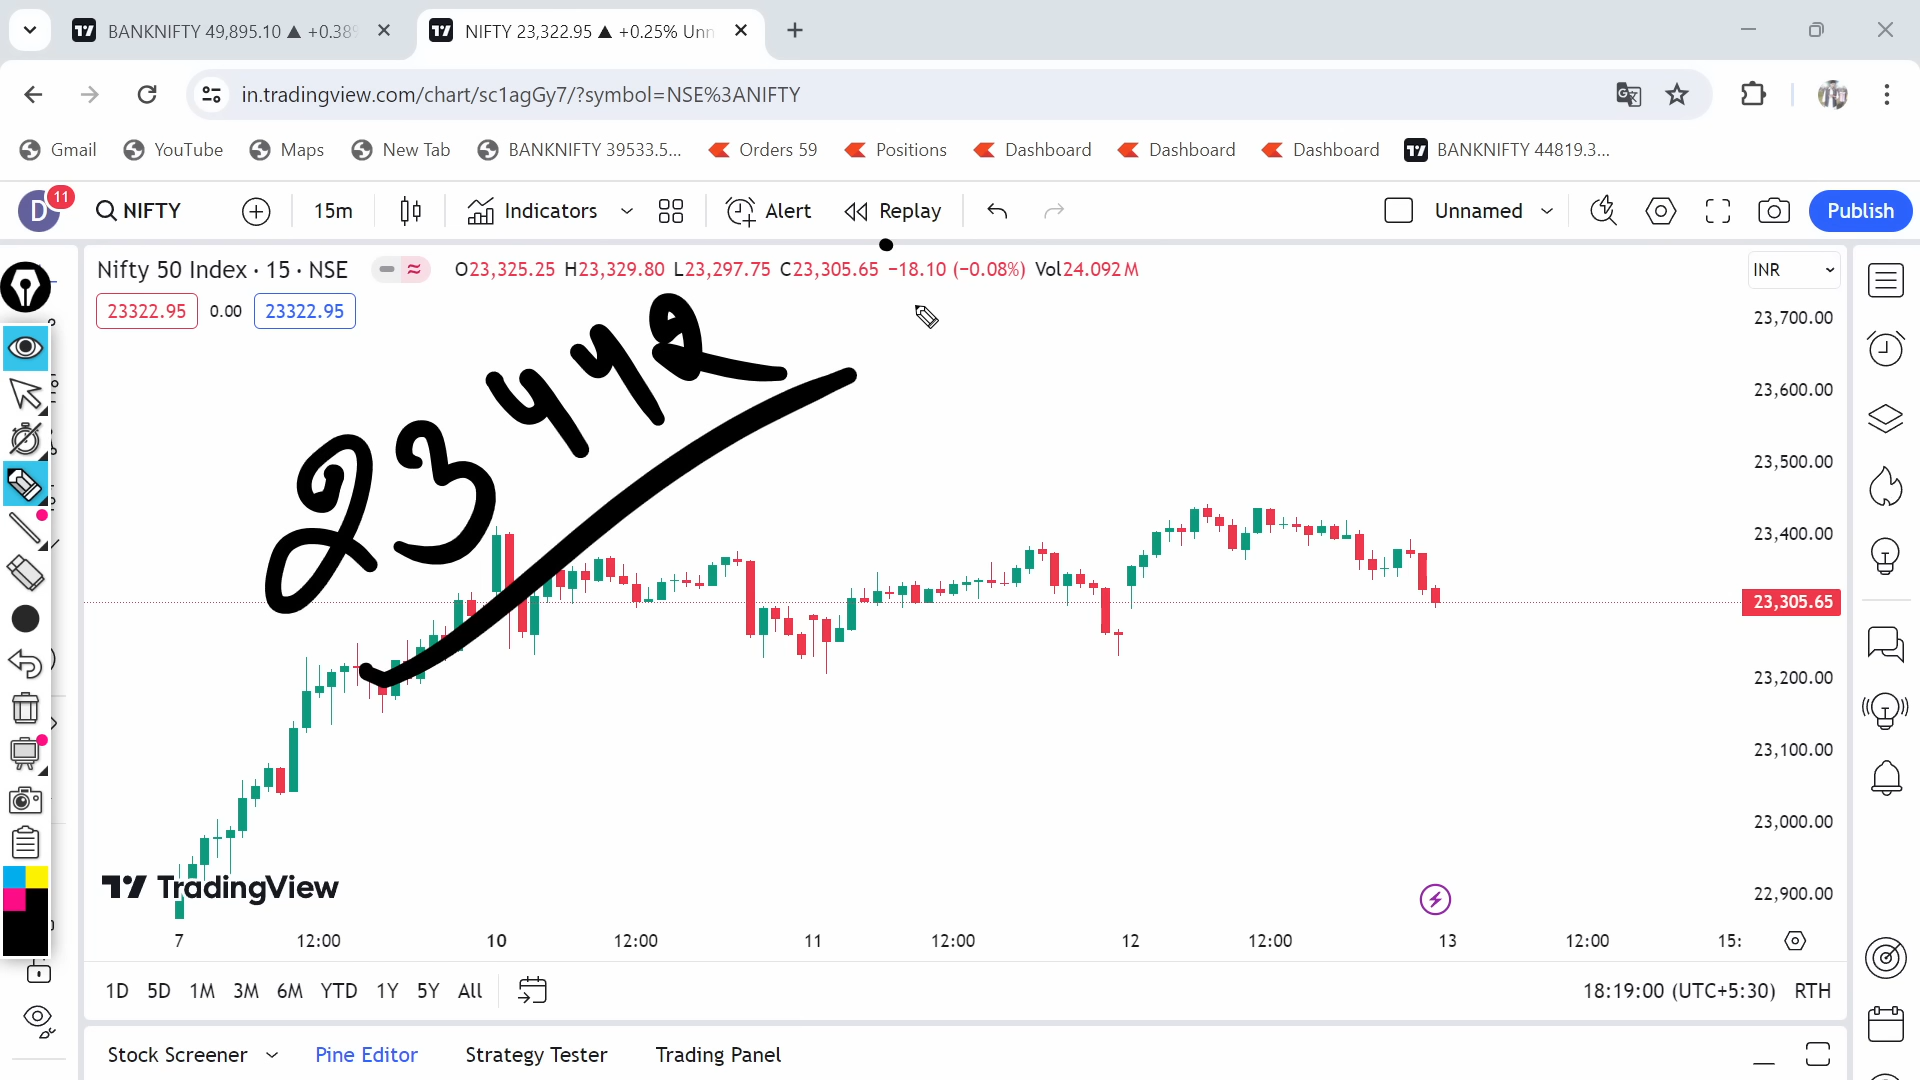 BANKNIFTY 49,895.10 ▲ +0.38%
NIFTY 23,322.95 ▲ +0.25% Unn
in.tradingview.com/chart/sc1agGy7/?symbol=NSE%3ANIFTY
Gmail YouTube Maps New Tab BANKNIFTY 39533.5... Orders 59 Positions Dashboard Dashboard Dashboard BANKNIFTY 44819.3...
D 11 NIFTY 15m Indicators Alert Replay Unnamed Publish
Nifty 50 Index · 15 · NSE O23,325.25 H23,329.80 L23,297.75 C23,305.65 −18.10 (−0.08%) Vol24.092 M
INR
23322.95 0.00 23322.95
23442
23,700.00
23,600.00
23,500.00
23,400.00
23,305.65
23,200.00
23,100.00
23,000.00
22,900.00
TradingView
7 12:00 10 12:00 11 12:00 12 12:00 13 12:00 15:
1D 5D 1M 3M 6M YTD 1Y 5Y All 18:19:00 (UTC+5:30) RTH
Stock Screener Pine Editor Strategy Tester Trading Panel